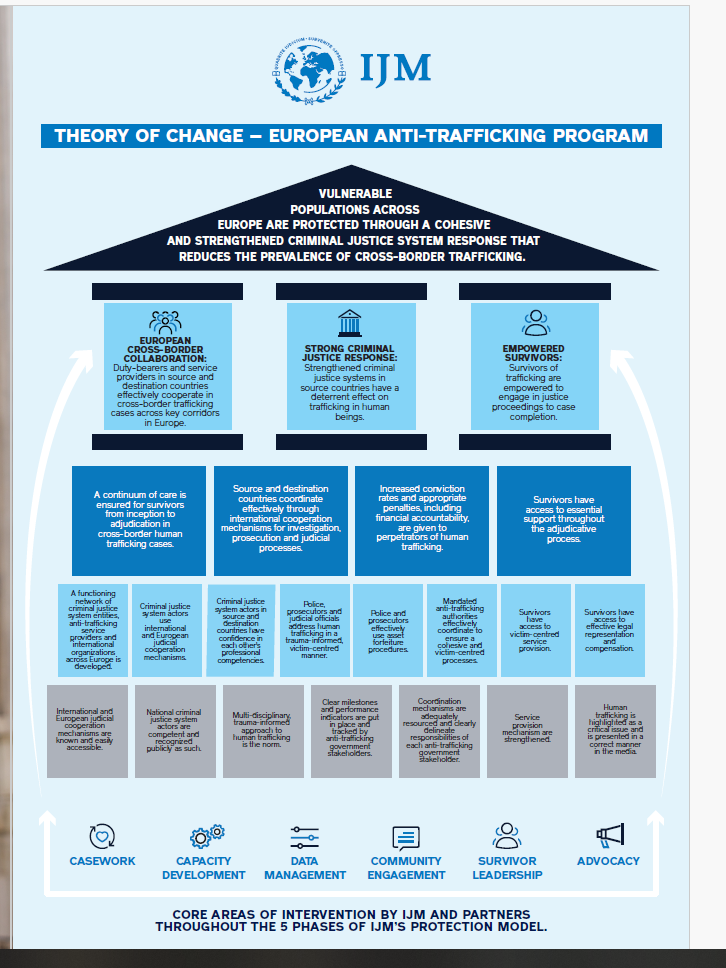 IJM
THEORY OF CHANGE – EUROPEAN ANTI-TRAFFICKING PROGRAM
VULNERABLE
POPULATIONS ACROSS
EUROPE ARE PROTECTED THROUGH A COHESIVE
AND STRENGTHENED CRIMINAL JUSTICE SYSTEM RESPONSE THAT
REDUCES THE PREVALENCE OF CROSS-BORDER TRAFFICKING.
EUROPEAN
CROSS-BORDER
COLLABORATION:
Duty-bearers and service
providers in source and
destination countries
effectively cooperate in
cross-border trafficking
cases across key corridors
in Europe.
STRONG CRIMINAL
JUSTICE RESPONSE:
Strengthened criminal
justice systems in
source countries have a
deterrent effect on
trafficking in human
beings.
EMPOWERED
SURVIVORS:
Survivors of
trafficking are
empowered to
engage in justice
proceedings to case
completion.
A continuum of care is
ensured for survivors
from inception to
adjudication in
cross-border human
trafficking cases.
Source and destination
countries coordinate
effectively through
international cooperation
mechanisms for investigation,
prosecution and judicial
processes.
Increased conviction
rates and appropriate
penalties, including
financial accountability,
are given to
perpetrators of human
trafficking.
Survivors have
access to essential
support throughout
the adjudicative
process.
A functioning
network of
criminal justice
system entities,
anti-trafficking
service
providers and
international
organizations
across Europe is
developed.
Criminal justice
system actors
use
international
and European
judicial
cooperation
mechanisms.
Criminal justice
system actors in
source and
destination
countries have
confidence in
each other's
professional
competencies.
Police,
prosecutors and
judicial officials
address human
trafficking in a
trauma-informed,
victim-centred
manner.
Police and
prosecutors
effectively
use asset
forfeiture
procedures.
Mandated
anti-trafficking
authorities
effectively
coordinate to
ensure a
cohesive and
victim-centred
processes.
Survivors
have
access to
victim-centred
service
provision.
Survivors have
access to
effective legal
representation
and
compensation.
International and
European judicial
cooperation
mechanisms are
known and easily
accessible.
National criminal
justice system
actors are
competent and
recognized
publicly as such.
Multi-disciplinary,
trauma-informed
approach to
human trafficking
is the norm.
Clear milestones
and performance
indicators are put
in place and
tracked by
anti-trafficking
government
stakeholders.
Coordination
mechanisms are
adequately
resourced and clearly
delineate
responsibilities of
each anti-trafficking
government
stakeholder.
Service
provision
mechanism are
strengthened.
Human
trafficking is
highlighted as a
critical issue and
is presented in a
correct manner
in the media.
CASEWORK
CAPACITY
DEVELOPMENT
DATA
MANAGEMENT
COMMUNITY
ENGAGEMENT
SURVIVOR
LEADERSHIP
ADVOCACY
CORE AREAS OF INTERVENTION BY IJM AND PARTNERS
THROUGHOUT THE 5 PHASES OF IJM'S PROTECTION MODEL.